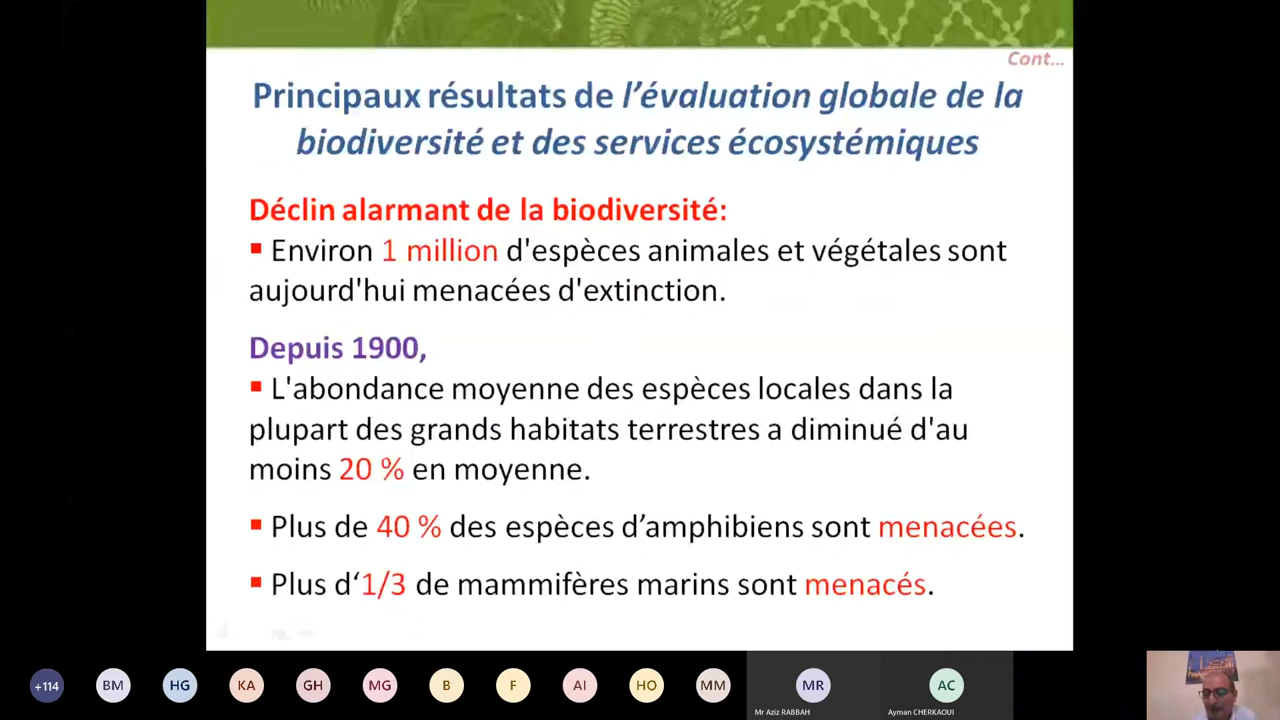 Cont...
Principaux résultats de l’évaluation globale de la
biodiversité et des services écosystémiques
Déclin alarmant de la biodiversité:
▪ Environ 1 million d'espèces animales et végétales sont
aujourd'hui menacées d'extinction.
Depuis 1900,
▪ L'abondance moyenne des espèces locales dans la
plupart des grands habitats terrestres a diminué d'au
moins 20 % en moyenne.
▪ Plus de 40 % des espèces d’amphibiens sont menacées.
▪ Plus d‘1/3 de mammifères marins sont menacés.
+114 BM HG KA GH MG B F AI HO MM MR AC
Mr Aziz RABBAH Ayman CHERKAOUI